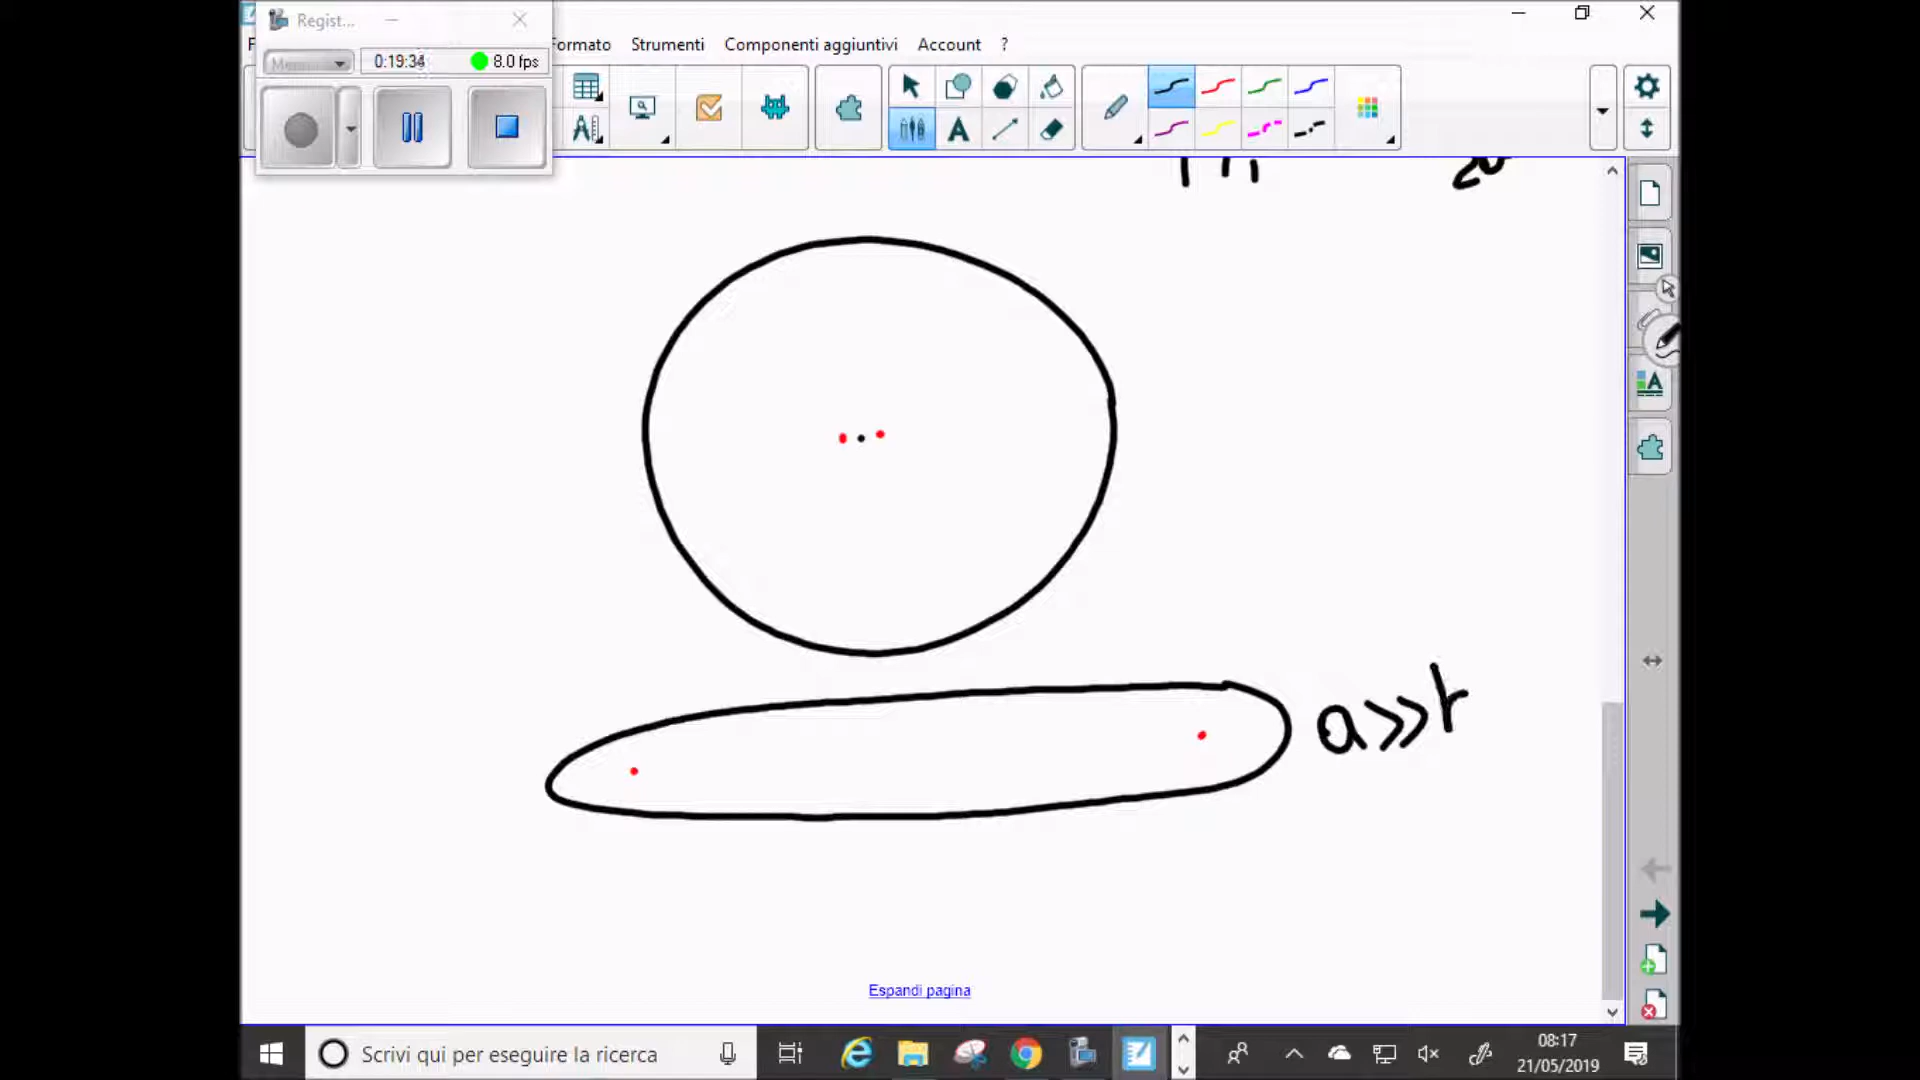 Regist...
Formato Strumenti Componenti aggiuntivi Account ?
0:19:34 8.0 fps
a>>
Espandi pagina
Scrivi qui per eseguire la ricerca
08:17
21/05/2019